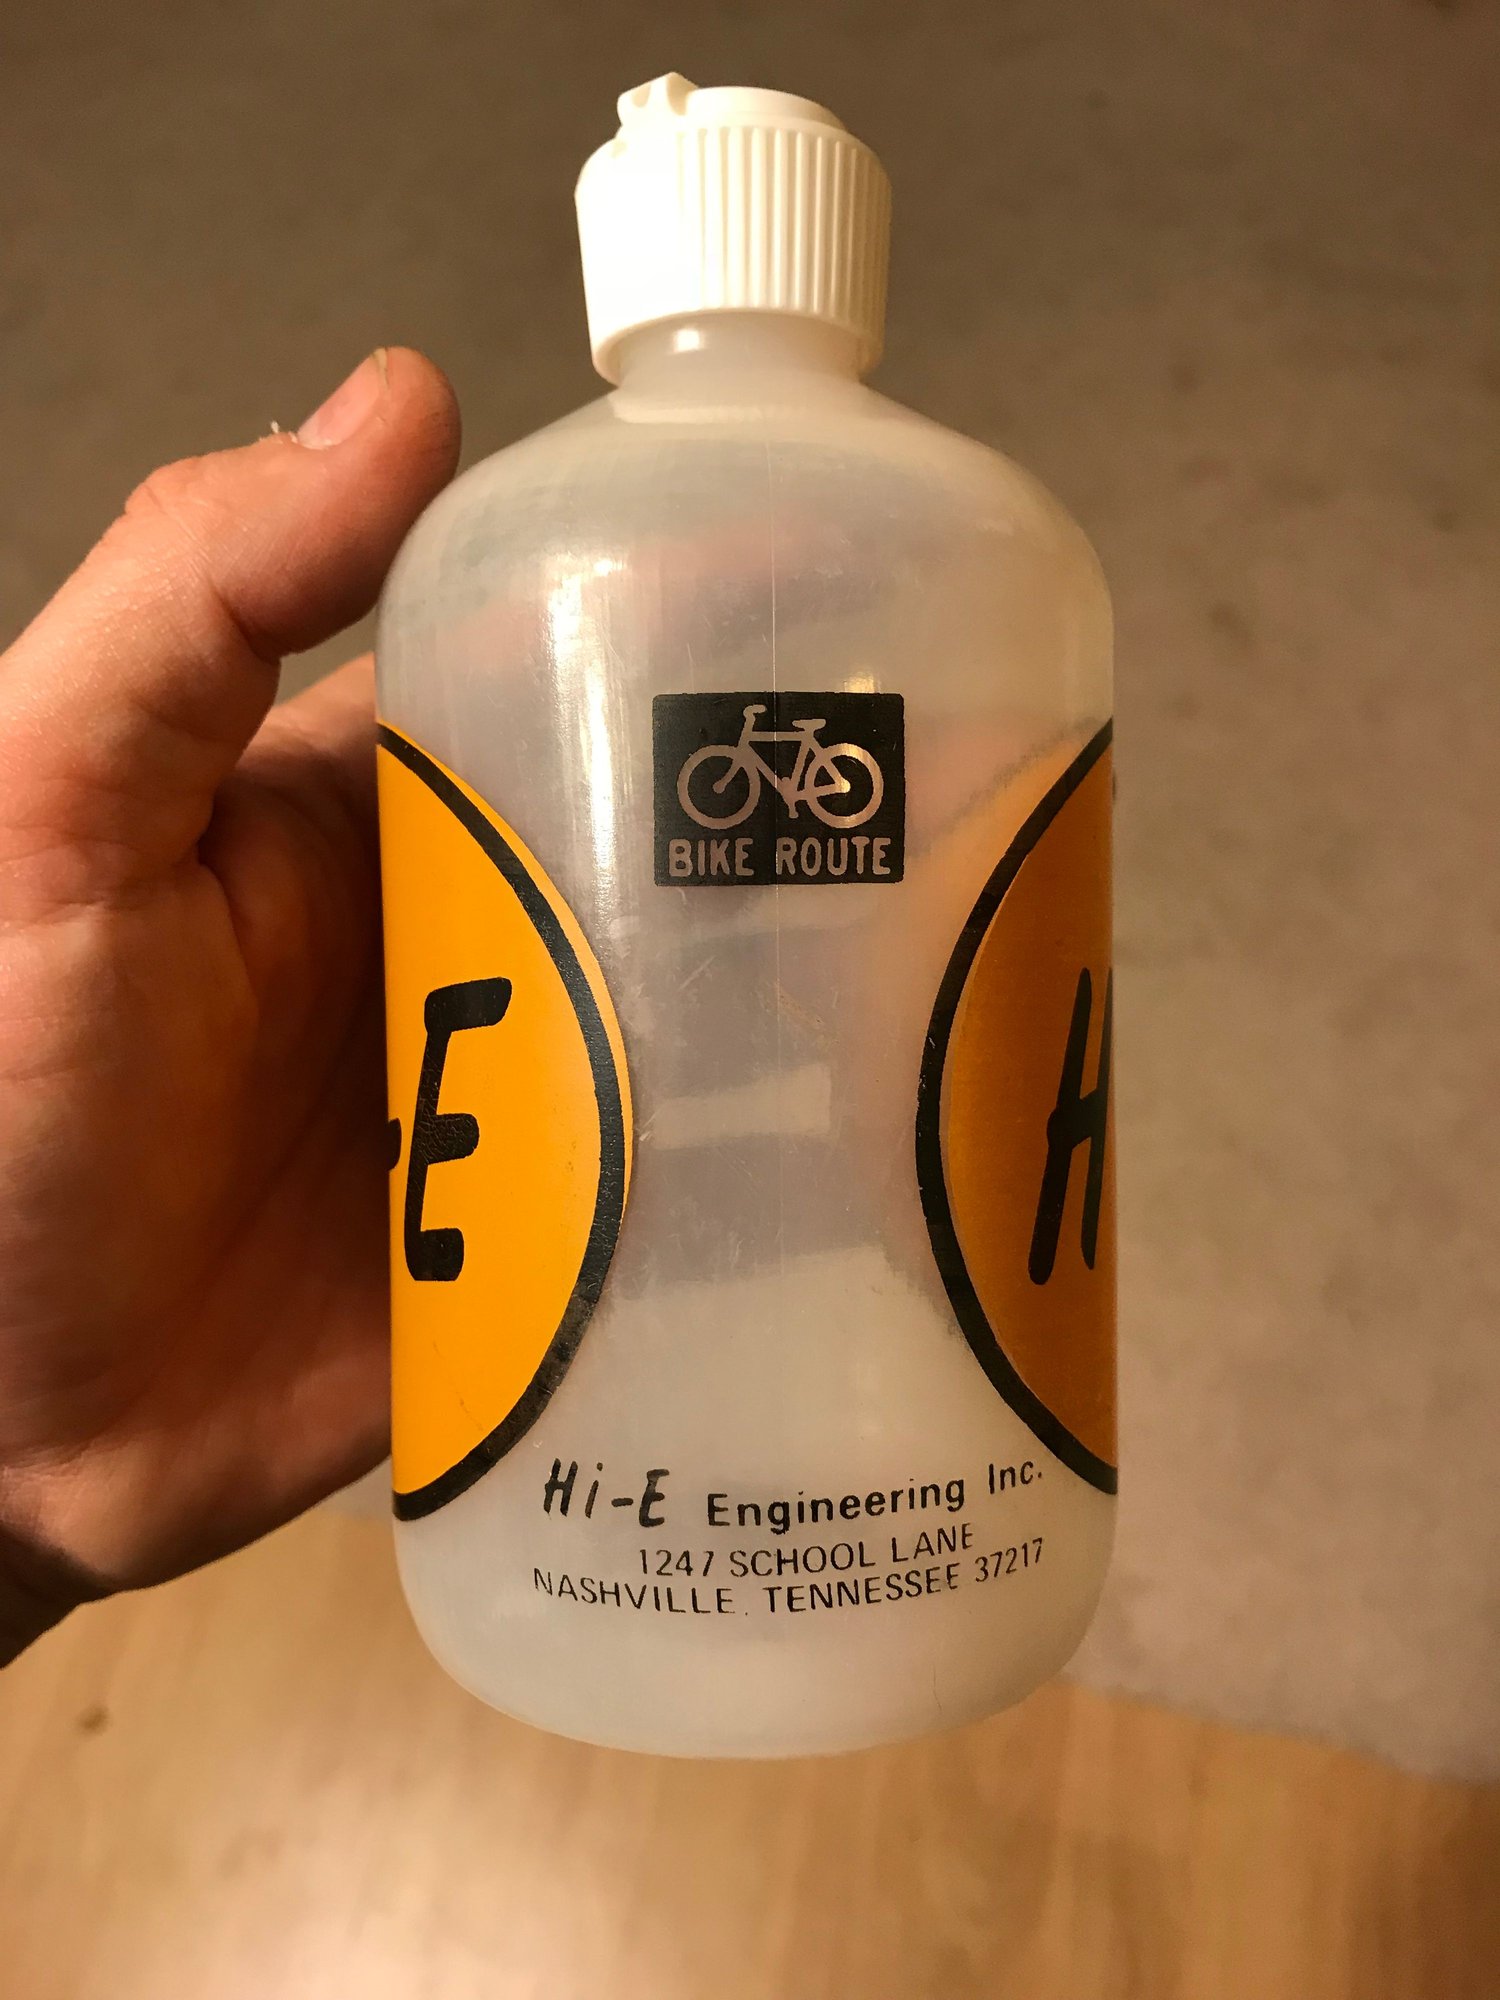 BIKE ROUTE
-E
H
Hi-E Engineering Inc.
1247 SCHOOL LANE
NASHVILLE, TENNESSEE 37217